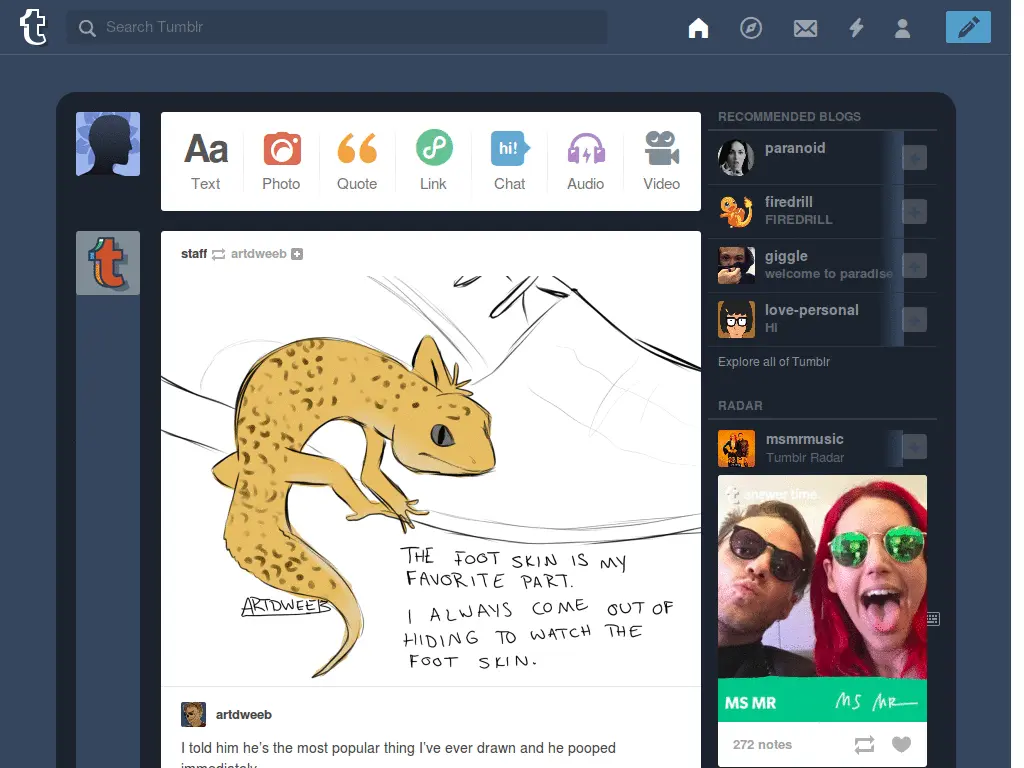 t
Search Tumblr
Aa
hi!
Text
Photo
Quote
Link
Chat
Audio
Video
t
staff artdweeb
THE FOOT SKIN IS MY
FAVORITE PART.
I ALWAYS COME OUT OF
HIDING TO WATCH THE
FOOT SKIN.
ARTDWEEB
artdweeb
I told him he's the most popular thing I've ever drawn and he pooped
immediately
RECOMMENDED BLOGS
paranoid
firedrill
FIREDRILL
giggle
welcome to paradise
love-personal
HI
Explore all of Tumblr
RADAR
msmrmusic
Tumblr Radar
answer time
MS MR
MS MR
272 notes